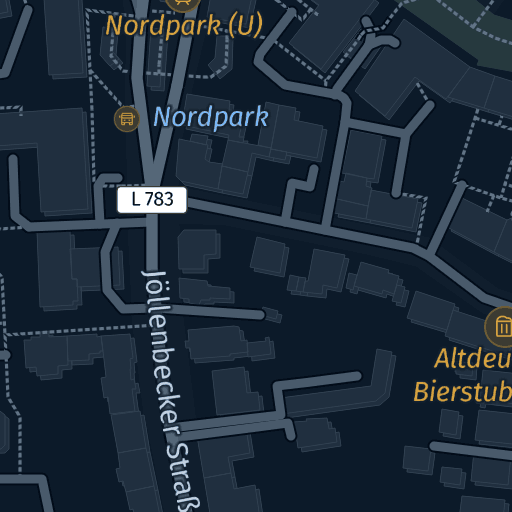 Nordpark (U)
Nordpark
L 783
Jöllenbecker Straß
Altdeu
Bierstub